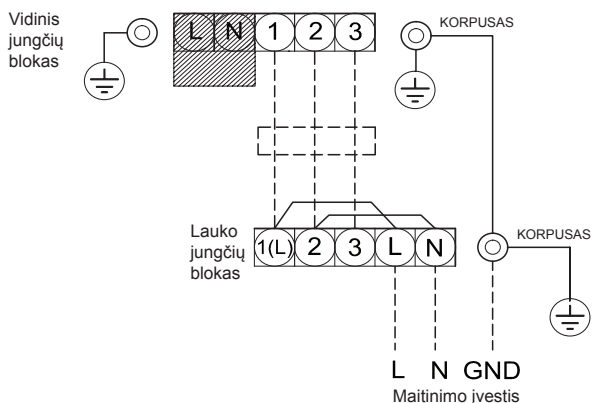 Vidinis
jungčių
blokas
L N 1 2 3
KORPUSAS
Lauko
jungčių
blokas
1(L) 2 3 L N
KORPUSAS
L N GND
Maitinimo įvestis